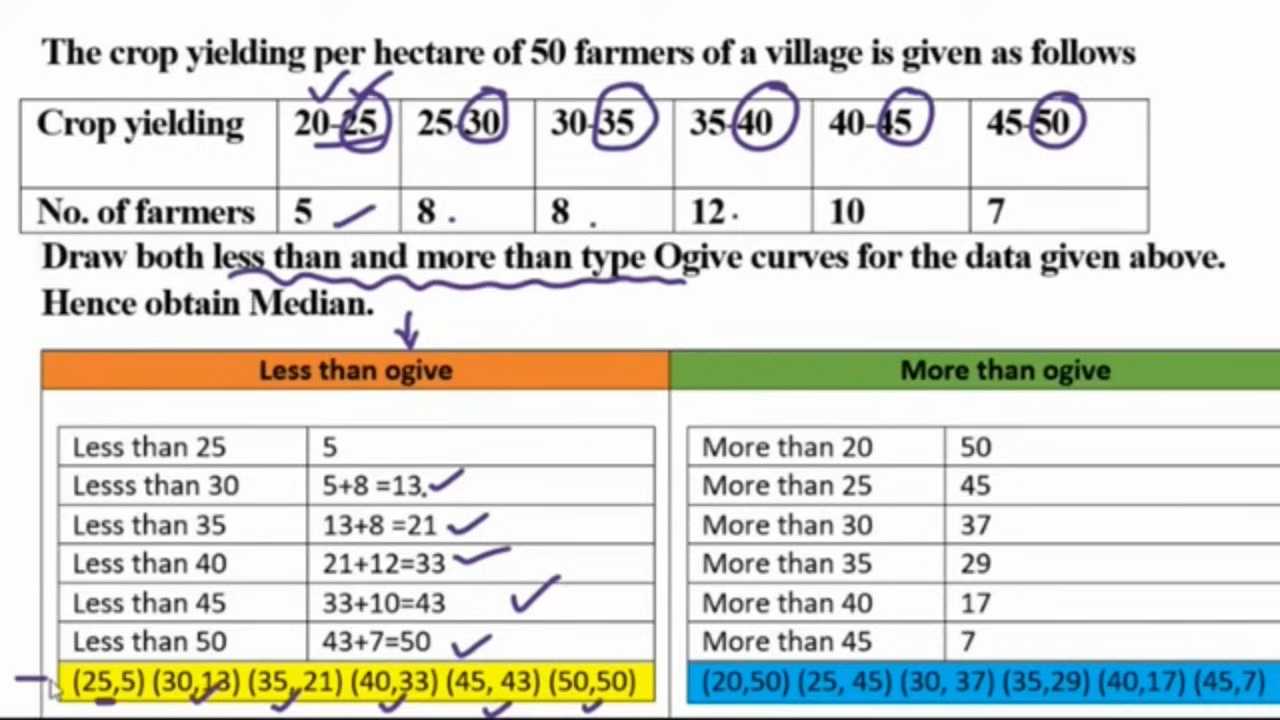 The crop yielding per hectare of 50 farmers of a village is given as follows
Crop yielding 20-25 25-30 30-35 35-40 40-45 45-50
No. of farmers 5 8 8 12 10 7
Draw both less than and more than type Ogive curves for the data given above.
Hence obtain Median.
Less than ogive More than ogive
Less than 25 5 More than 20 50
Lesss than 30 5+8 =13 More than 25 45
Less than 35 13+8 =21 More than 30 37
Less than 40 21+12=33 More than 35 29
Less than 45 33+10=43 More than 40 17
Less than 50 43+7=50 More than 45 7
(25,5) (30,13) (35,21) (40,33) (45, 43) (50,50) (20,50) (25, 45) (30, 37) (35,29) (40,17) (45,7)